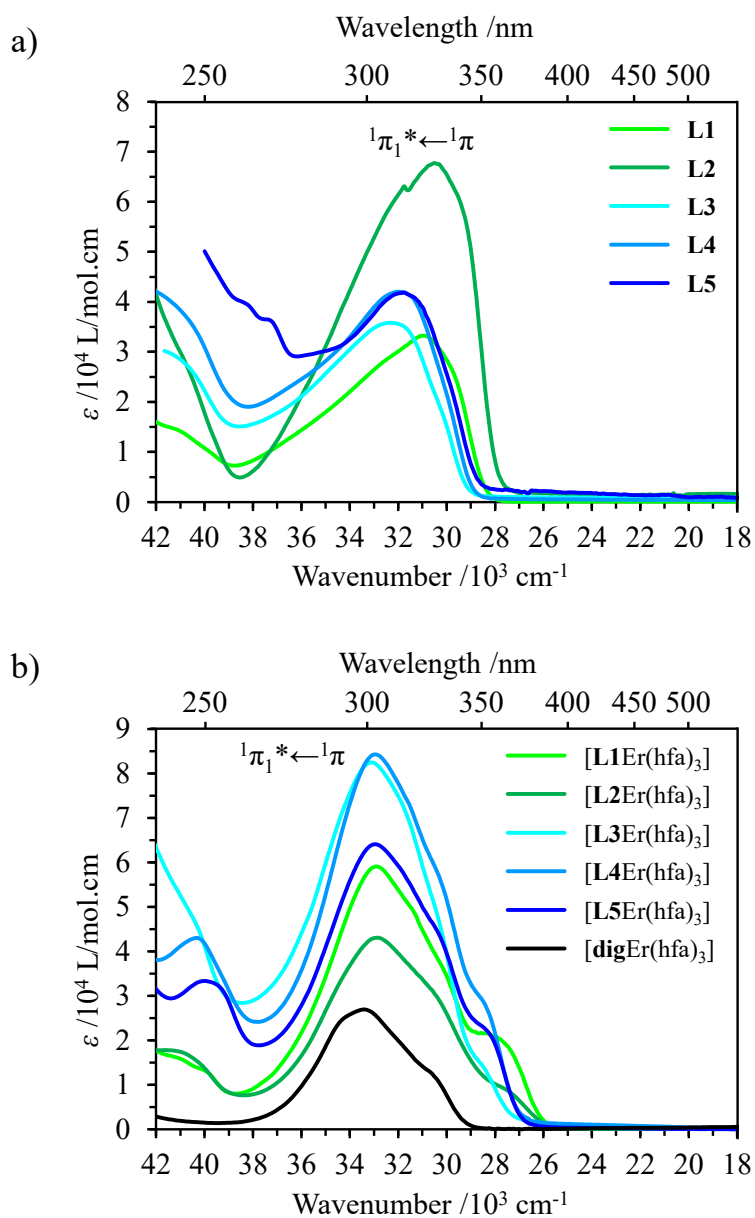 a)
Wavelength /nm
250 300 350 400 450 500
8
7
6
5
4
3
2
1
0
ε /10⁴ L/mol.cm
¹π₁*←¹π
L1
L2
L3
L4
L5
42 40 38 36 34 32 30 28 26 24 22 20 18
Wavenumber /10³ cm⁻¹
b)
Wavelength /nm
250 300 350 400 450 500
9
8
7
6
5
4
3
2
1
0
ε /10⁴ L/mol.cm
¹π₁*←¹π
[L1Er(hfa)₃]
[L2Er(hfa)₃]
[L3Er(hfa)₃]
[L4Er(hfa)₃]
[L5Er(hfa)₃]
[digEr(hfa)₃]
42 40 38 36 34 32 30 28 26 24 22 20 18
Wavenumber /10³ cm⁻¹